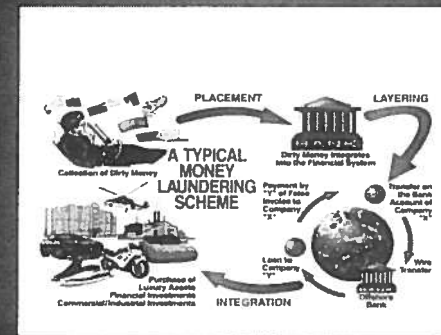 PLACEMENT
LAYERING
BANK
Dirty Money Integrates
Into the Financial System
Collection of Dirty Money
A TYPICAL
MONEY
LAUNDERING
SCHEME
Payment by
"Y" of False
Invoice to
Company
"X"
Transfer on
the Bank
Account of
Company
"X"
Loan to
Company
"Y"
Wire
Transfer
Offshore
Bank
INTEGRATION
Purchase of
Luxury Assets
Financial Investments
Commercial/Industrial Investments